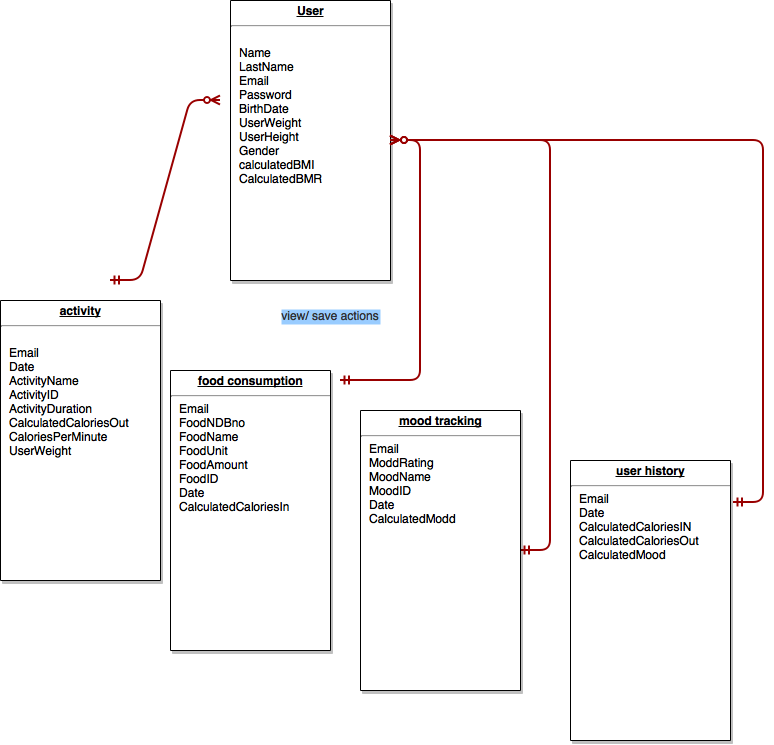 User
Name
LastName
Email
Password
BirthDate
UserWeight
UserHeight
Gender
calculatedBMI
CalculatedBMR
view/ save actions
activity
Email
Date
ActivityName
ActivityID
ActivityDuration
CalculatedCaloriesOut
CaloriesPerMinute
UserWeight
food consumption
Email
FoodNDBno
FoodName
FoodUnit
FoodAmount
FoodID
Date
CalculatedCaloriesIn
mood tracking
Email
ModdRating
MoodName
MoodID
Date
CalculatedModd
user history
Email
Date
CalculatedCaloriesIN
CalculatedCaloriesOut
CalculatedMood